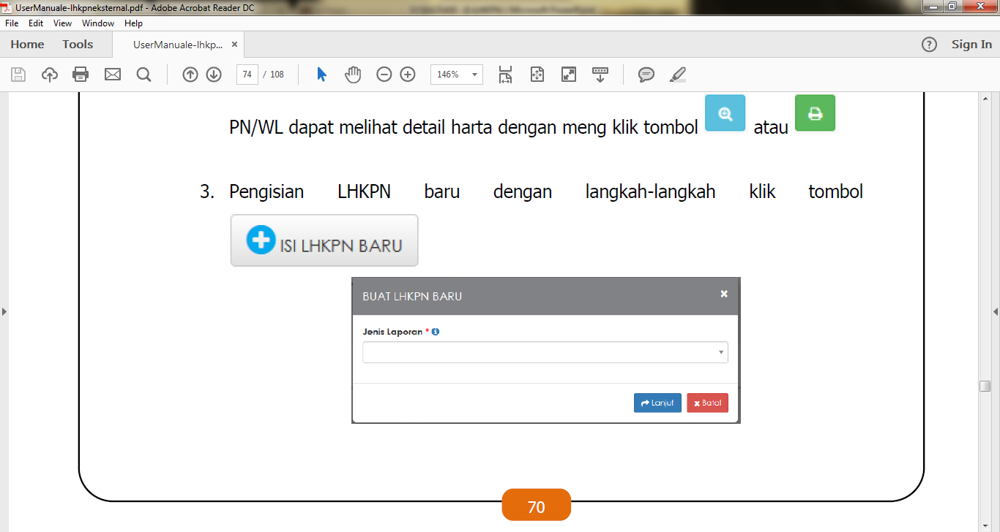 UserManuale-lhkpneksternal.pdf - Adobe Acrobat Reader DC
File Edit View Window Help
Home Tools UserManuale-lhkp... × ? Sign In
74 / 108 146%
PN/WL dapat melihat detail harta dengan meng klik tombol atau
3. Pengisian LHKPN baru dengan langkah-langkah klik tombol
ISI LHKPN BARU
BUAT LHKPN BARU
Jenis Laporan *
Lanjut Batal
70